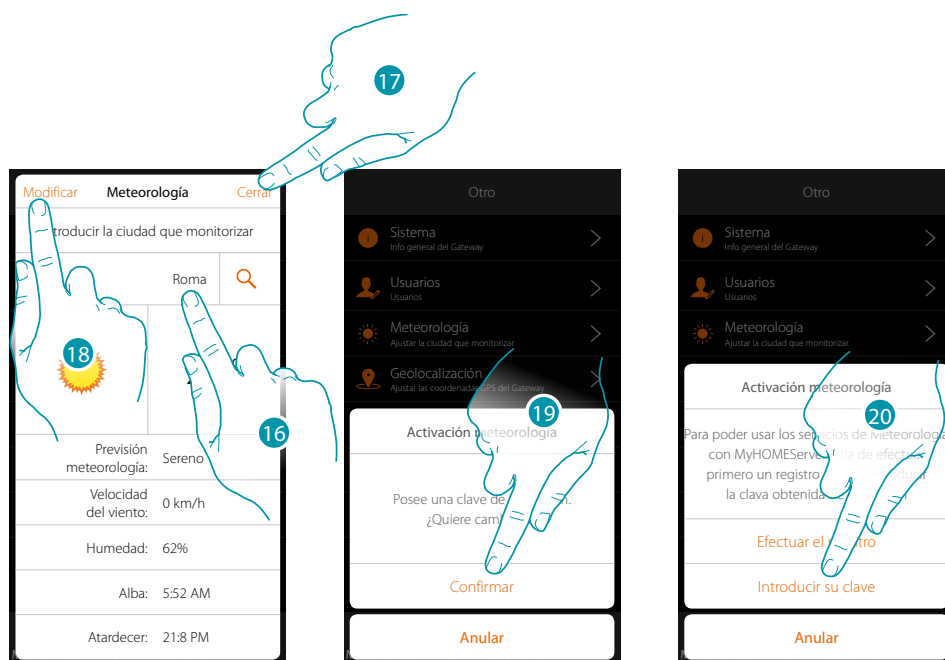 17
Modificar Meteorología Cerrar
troducir la ciudad que monitorizar
Roma
18
16
Previsión meteorología: Sereno
Velocidad del viento: 0 km/h
Humedad: 62%
Alba: 5:52 AM
Atardecer: 21:8 PM
Otro
Sistema
Info general del Gateway
Usuarios
Usuarios
Meteorología
Ajustar la ciudad que monitorizar
Geolocalización
Ajustar las coordenadas GPS del Gateway
19
Activación meteorología
Posee una clave de
¿Quiere cam
Confirmar
Anular
Otro
Sistema
Info general del Gateway
Usuarios
Usuarios
Meteorología
Ajustar la ciudad que monitorizar
Activación meteorología
20
Para poder usar los servicios de Meteorología
con MyHOMEServe ha de efectuar
primero un registro
la clava obtenida
Efectuar el registro
Introducir su clave
Anular